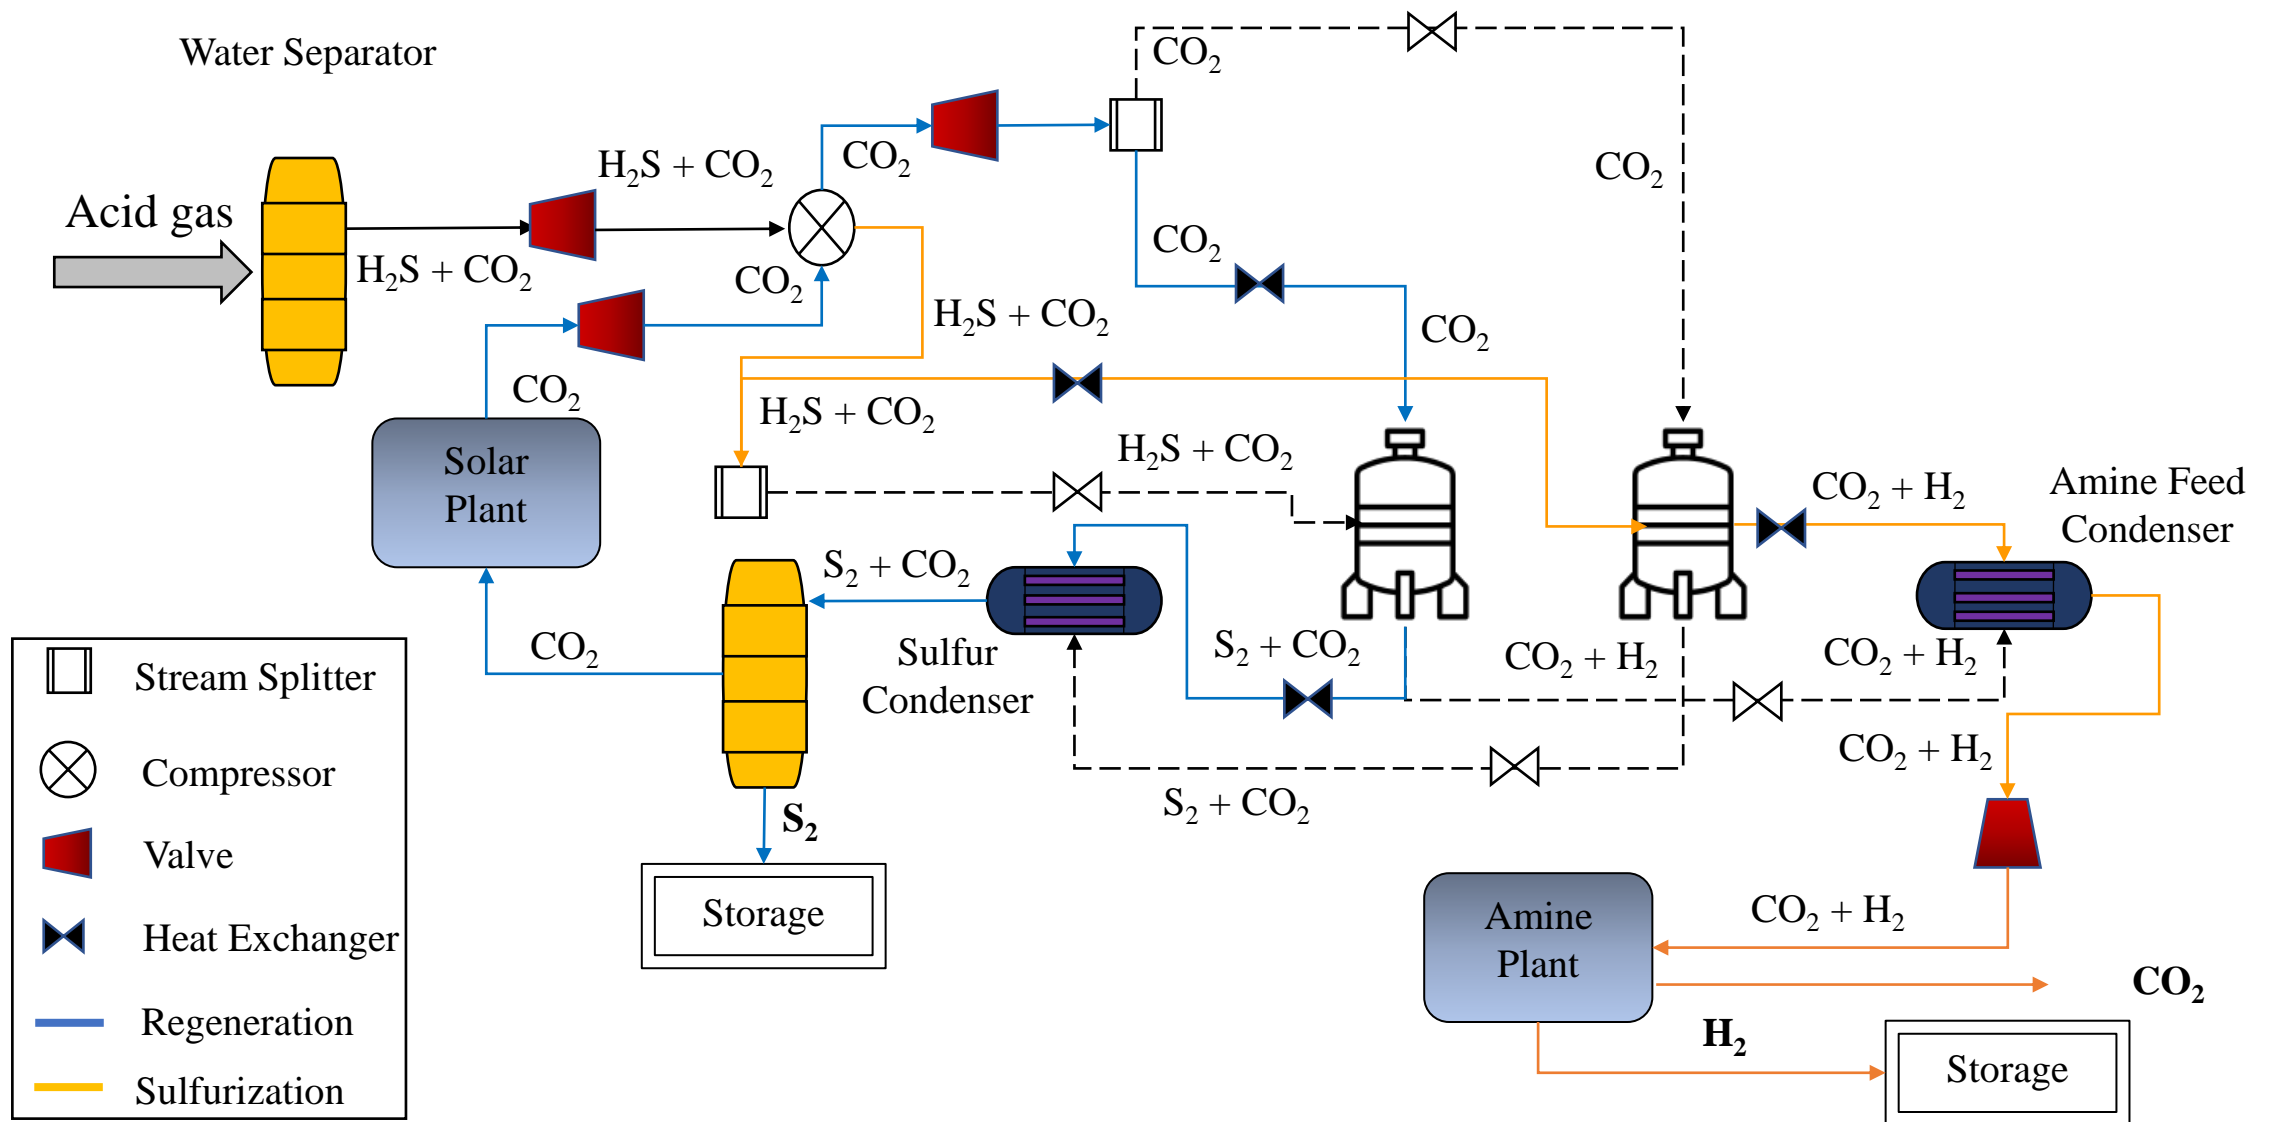 Water Separator
CO₂
Acid gas
H₂S + CO₂
H₂S + CO₂
CO₂
CO₂
CO₂
CO₂
H₂S + CO₂
CO₂
CO₂
H₂S + CO₂
H₂S + CO₂
Solar
Plant
CO₂ + H₂
Amine Feed
Condenser
S₂ + CO₂
CO₂
Sulfur
Condenser
S₂ + CO₂
CO₂ + H₂
CO₂ + H₂
CO₂ + H₂
S₂ + CO₂
S₂
Storage
Amine
Plant
CO₂ + H₂
CO₂
H₂
Storage
Stream Splitter
Compressor
Valve
Heat Exchanger
Regeneration
Sulfurization